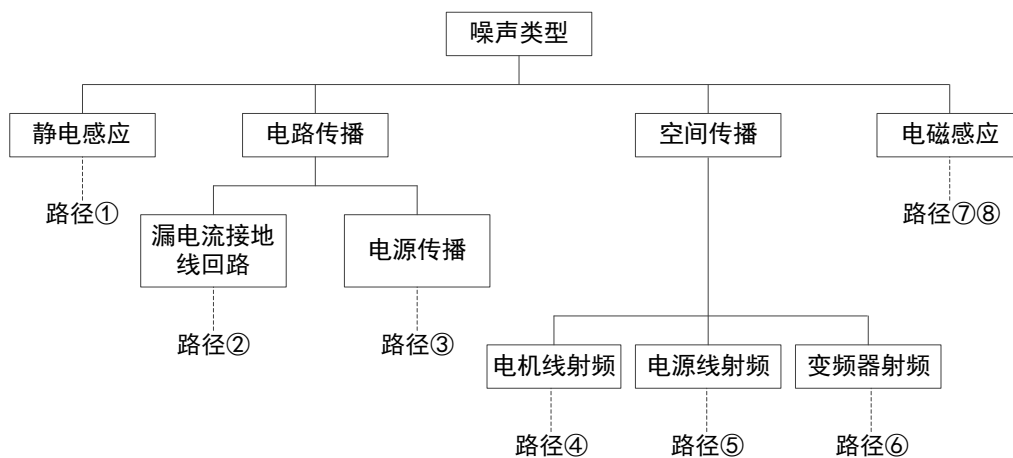 噪声类型
静电感应
电路传播
空间传播
电磁感应
路径①
路径⑦⑧
漏电流接地
线回路
电源传播
路径②
路径③
电机线射频
电源线射频
变频器射频
路径④
路径⑤
路径⑥